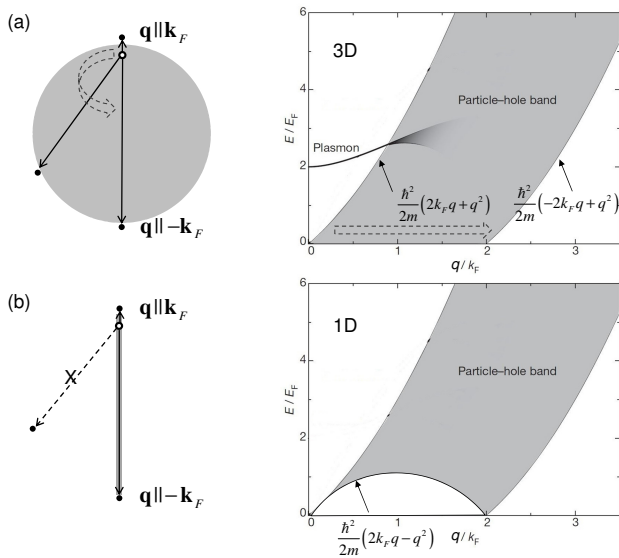 (a)
q||k_F
q||−k_F
3D
E / E_F
6
4
2
0
Plasmon
Particle–hole band
ħ²/2m (2k_F q + q²)
ħ²/2m (−2k_F q + q²)
0 1 2 3
q / k_F
(b)
q||k_F
X
q||−k_F
1D
E / E_F
6
4
2
0
Particle–hole band
0 1 2 3
ħ²/2m (2k_F q − q²)
q / k_F